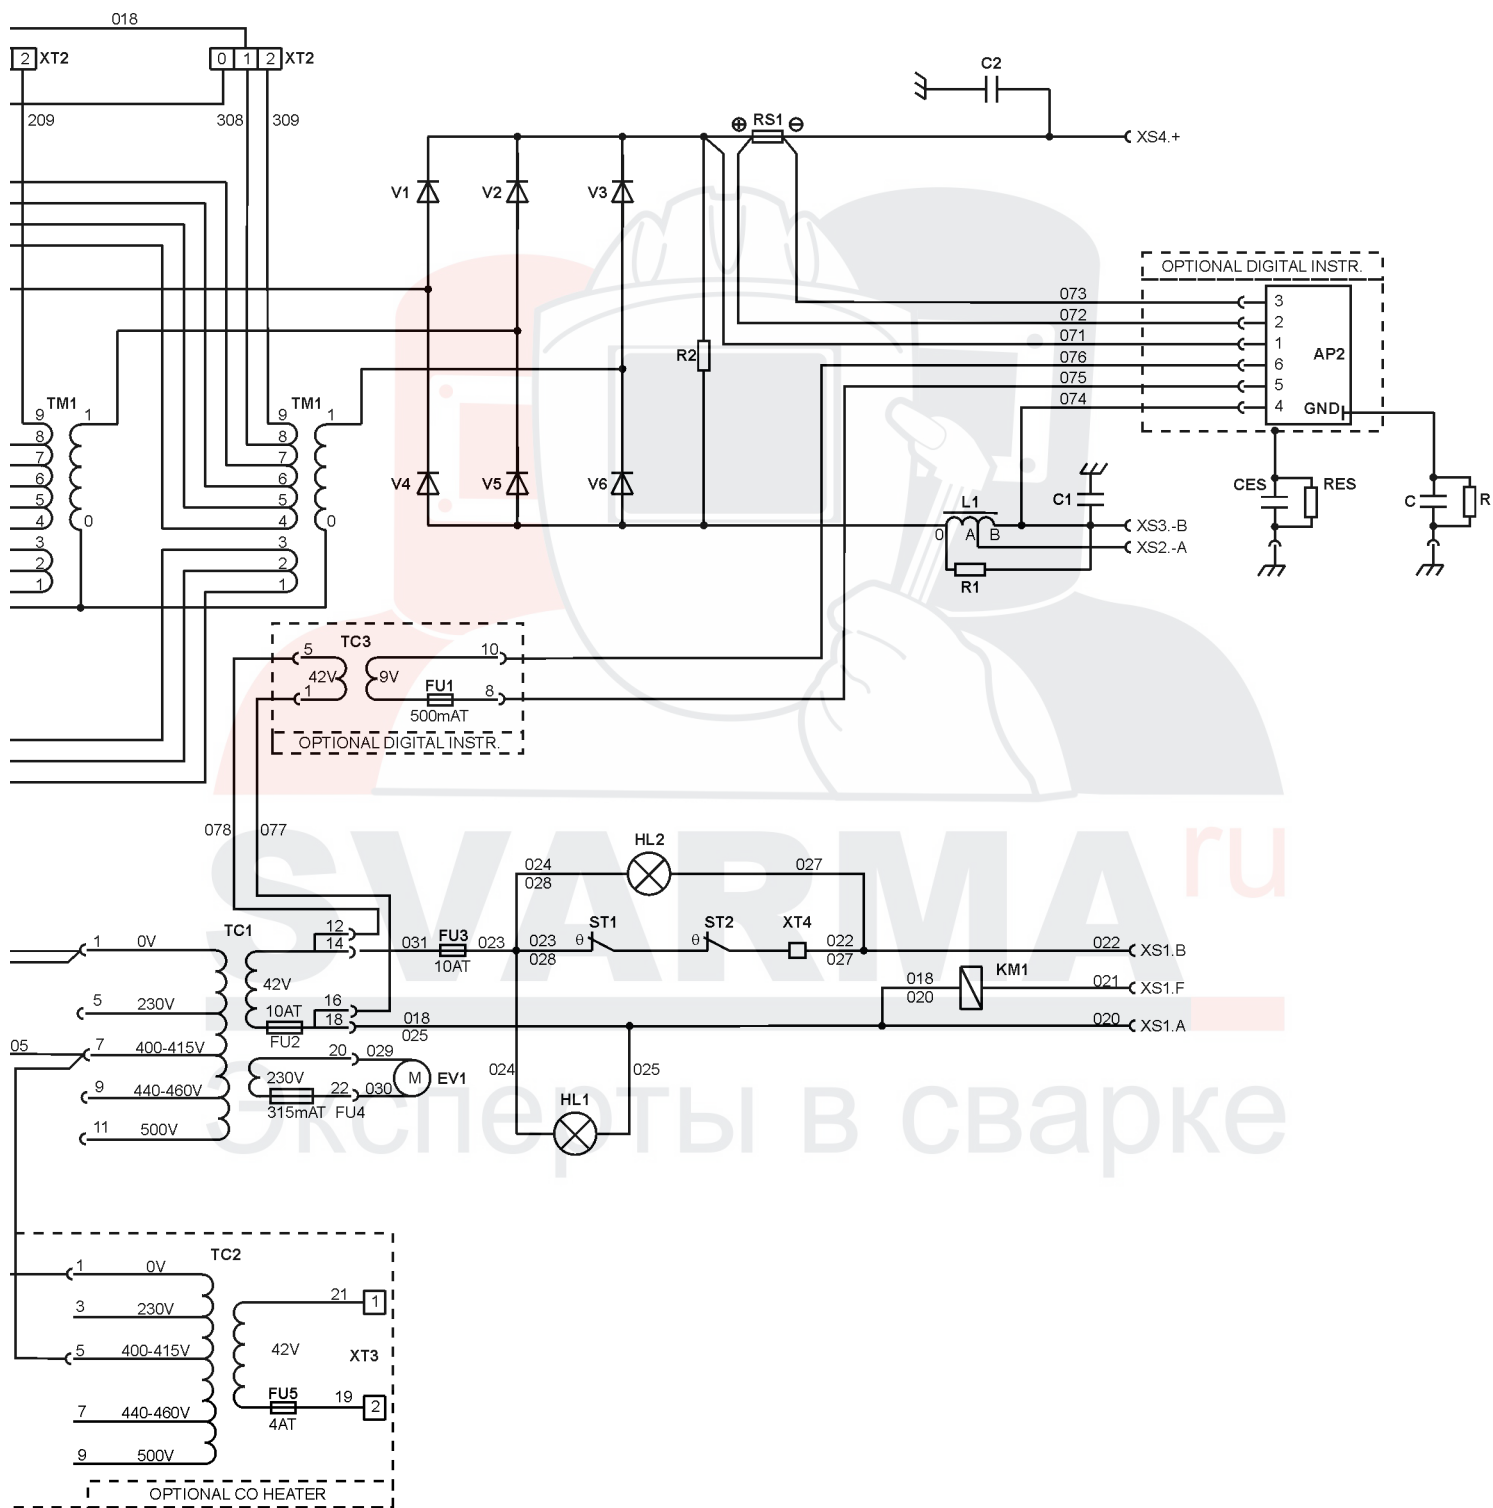 018
2 XT2
0 1 2 XT2
C2
209
308 309
RS1
XS4.+
V1 V2 V3
OPTIONAL DIGITAL INSTR.
073 3
072 2
071 1
076 6
075 5
074 4
AP2
GND
R2
TM1 TM1
9 1 9 1
8 8
7 7
6 6
5 5
4 0 4 0
3 3
2 2
1 1
V4 V5 V6
L1
C1
0 A B
XS3.-B
XS2.-A
R1
CES RES
C R
TC3
5 10
42V 9V
1 FU1 8
500mAT
OPTIONAL DIGITAL INSTR.
078 077
SVARMA ru
Эксперты в сварке
HL2
024 027
028
TC1
1 0V
12
14
031 FU3 023
10AT
023
028
θ ST1
θ ST2
XT4
022
027
022 XS1.B
42V
5 230V
10AT
FU2
16
18
018
025
018
020
KM1
021 XS1.F
020 XS1.A
05 7 400-415V
20 029
230V
M EV1
22 030
315mAT FU4
9 440-460V
11 500V
024 025
HL1
TC2
1 0V
3 230V
5 400-415V
7 440-460V
9 500V
21 1
42V
XT3
FU5
4AT
19 2
OPTIONAL CO HEATER